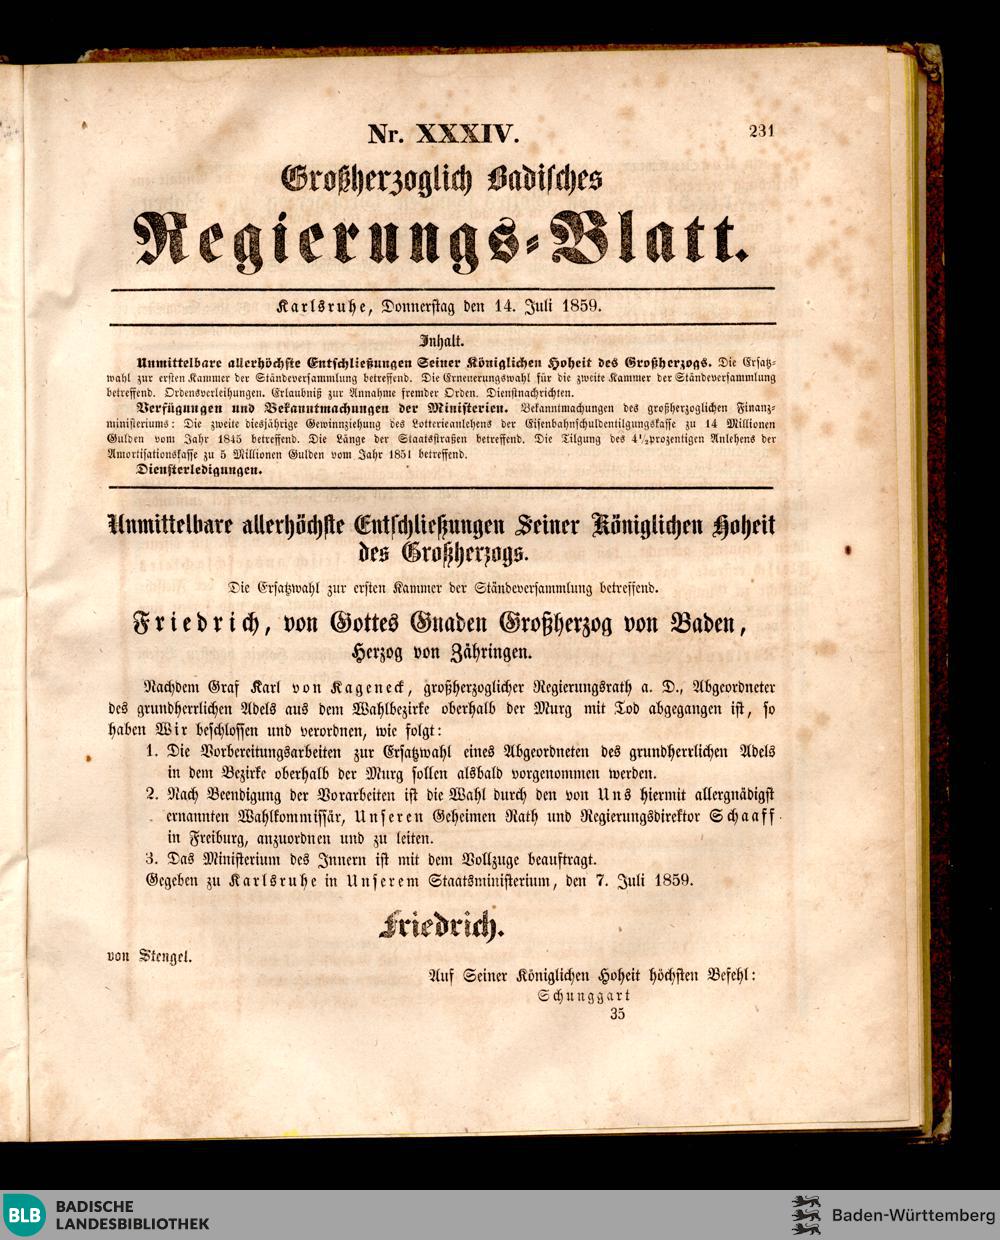 Nr. XXXIV.
231
Großherzoglich Badisches
Regierungs-Blatt.
Karlsruhe, Donnerstag den 14. Juli 1859.
Inhalt.
Unmittelbare allerhöchste Entschließungen Seiner Königlichen Hoheit des Großherzogs. Die Ersatz-
wahl zur ersten Kammer der Ständeversammlung betreffend. Die Erneuerungswahl für die zweite Kammer der Ständeversammlung
betreffend. Ordensverleihungen. Erlaubniß zur Annahme fremder Orden. Dienstnachrichten.
Verfügungen und Bekanntmachungen der Ministerien. Bekanntmachungen des großherzoglichen Finanz-
ministeriums: Die zweite diesjährige Gewinnziehung des Lotterieanlehens der Eisenbahnschuldentilgungskasse zu 14 Millionen
Gulden vom Jahr 1845 betreffend. Die Länge der Staatsstraßen betreffend. Die Tilgung des 4½prozentigen Anlehens der
Amortisationskasse zu 5 Millionen Gulden vom Jahr 1851 betreffend.
Diensterledigungen.
Unmittelbare allerhöchste Entschließungen Seiner Königlichen Hoheit
des Großherzogs.
Die Ersatzwahl zur ersten Kammer der Ständeversammlung betreffend.
Friedrich, von Gottes Gnaden Großherzog von Baden,
Herzog von Zähringen.
Nachdem Graf Karl von Kageneck, großherzoglicher Regierungsrath a. D., Abgeordneter
des grundherrlichen Adels aus dem Wahlbezirke oberhalb der Murg mit Tod abgegangen ist, so
haben Wir beschlossen und verordnen, wie folgt:
1. Die Vorbereitungsarbeiten zur Ersatzwahl eines Abgeordneten des grundherrlichen Adels
in dem Bezirke oberhalb der Murg sollen alsbald vorgenommen werden.
2. Nach Beendigung der Vorarbeiten ist die Wahl durch den von Uns hiermit allergnädigst
ernannten Wahlkommissär, Unseren Geheimen Rath und Regierungsdirektor Schaaff
in Freiburg, anzuordnen und zu leiten.
3. Das Ministerium des Innern ist mit dem Vollzuge beauftragt.
Gegeben zu Karlsruhe in Unserem Staatsministerium, den 7. Juli 1859.
Friedrich.
von Stengel.
Auf Seiner Königlichen Hoheit höchsten Befehl:
Schunggart
35
BLB BADISCHE
LANDESBIBLIOTHEK
Baden-Württemberg